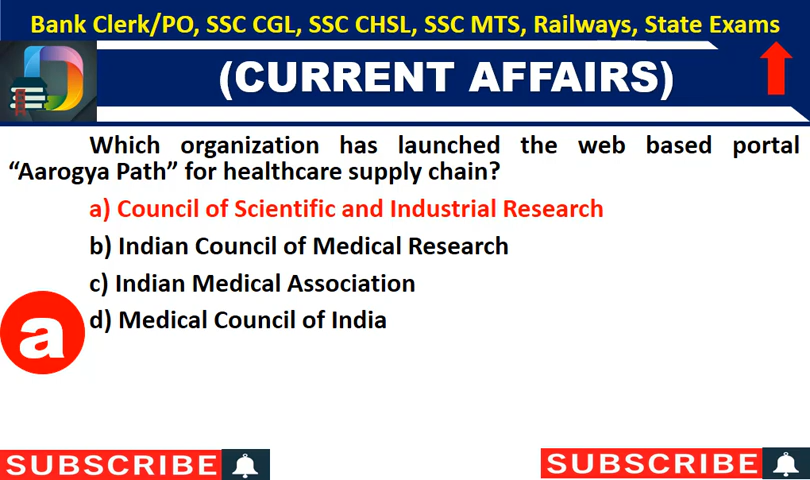 Bank Clerk/PO, SSC CGL, SSC CHSL, SSC MTS, Railways, State Exams
(CURRENT AFFAIRS)
Which organization has launched the web based portal
“Aarogya Path” for healthcare supply chain?
a) Council of Scientific and Industrial Research
b) Indian Council of Medical Research
c) Indian Medical Association
d) Medical Council of India
a
SUBSCRIBE
SUBSCRIBE